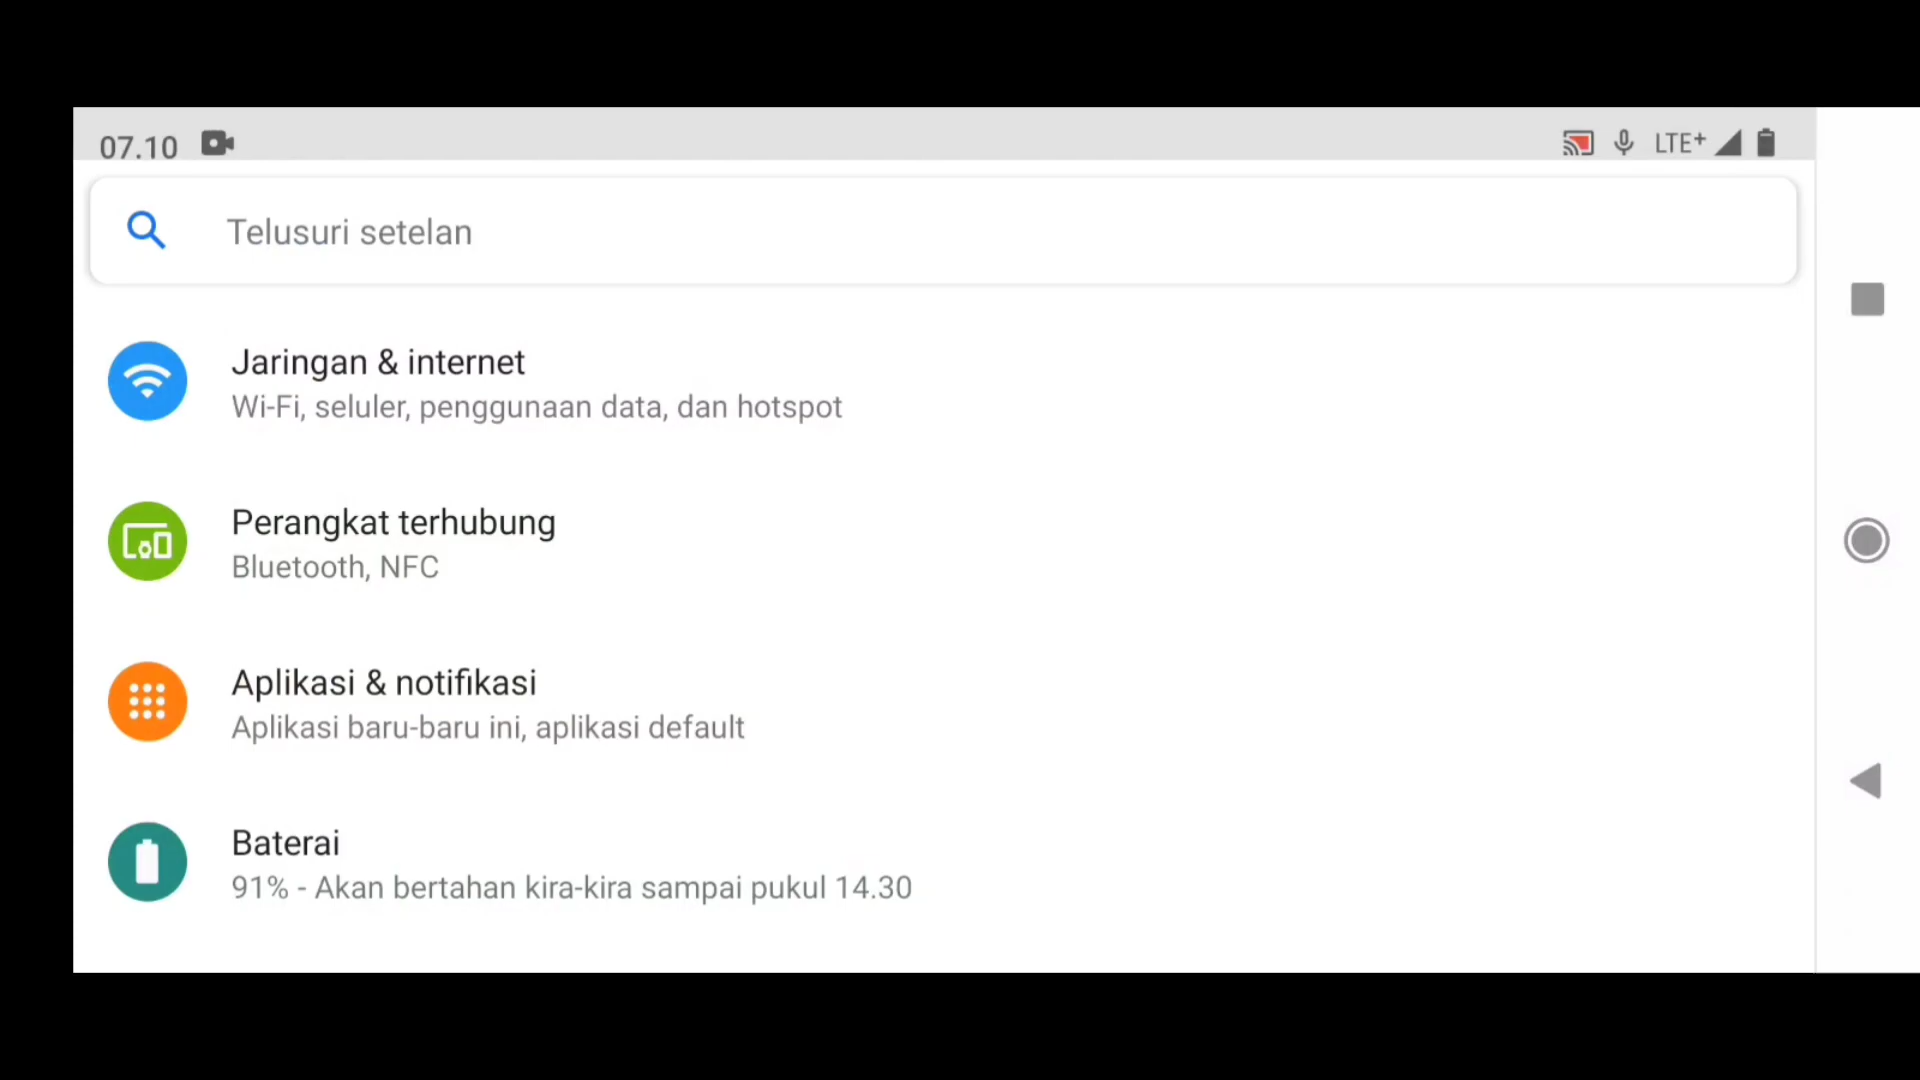 07.10
LTE+
Telusuri setelan
Jaringan & internet
Wi-Fi, seluler, penggunaan data, dan hotspot
Perangkat terhubung
Bluetooth, NFC
Aplikasi & notifikasi
Aplikasi baru-baru ini, aplikasi default
Baterai
91% - Akan bertahan kira-kira sampai pukul 14.30